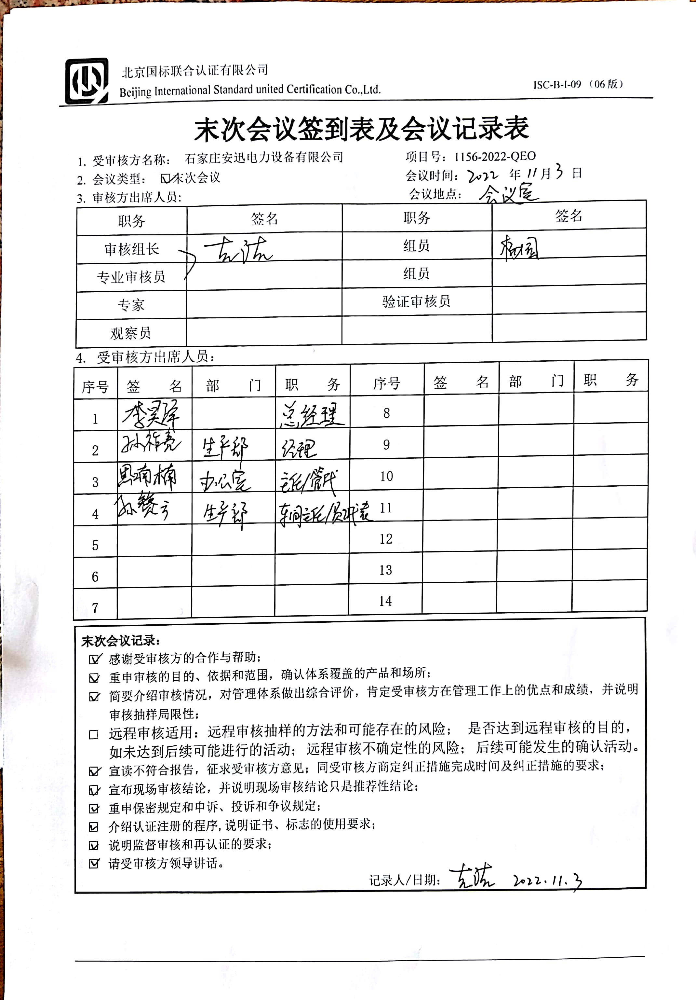 北京国标联合认证有限公司
Beijing International Standard united Certification Co.,Ltd.
ISC-B-I-09（06版）
末次会议签到表及会议记录表
1. 受审核方名称： 石家庄安迅电力设备有限公司 项目号：1156-2022-QEO
2. 会议类型： ☑末次会议 会议时间：2022 年 11 月 3 日
3. 审核方出席人员： 会议地点： 会议室
职务 签名 职务 签名
审核组长 组员 杨园
专业审核员 组员
专家 验证审核员
观察员
4. 受审核方出席人员：
序号 签 名 部 门 职 务 序号 签 名 部 门 职 务
1 李昊泽 总经理 8
2 孙祚亮 生产部 经理 9
3 办公室 主任/管代 10
4 生产部 车间主任/员工代表 11
5 12
6 13
7 14
末次会议记录：
☑ 感谢受审核方的合作与帮助；
☑ 重申审核的目的、依据和范围，确认体系覆盖的产品和场所；
☑ 简要介绍审核情况，对管理体系做出综合评价，肯定受审核方在管理工作上的优点和成绩，并说明
审核抽样局限性；
□ 远程审核适用：远程审核抽样的方法和可能存在的风险； 是否达到远程审核的目的，
如未达到后续可能进行的活动；远程审核不确定性的风险；后续可能发生的确认活动。
☑ 宣读不符合报告，征求受审核方意见；同受审核方商定纠正措施完成时间及纠正措施的要求；
☑ 宣布现场审核结论，并说明现场审核结论只是推荐性结论；
☑ 重申保密规定和申诉、投诉和争议规定；
☑ 介绍认证注册的程序,说明证书、标志的使用要求；
☑ 说明监督审核和再认证的要求；
☑ 请受审核方领导讲话。
记录人/日期： 2022.11.3